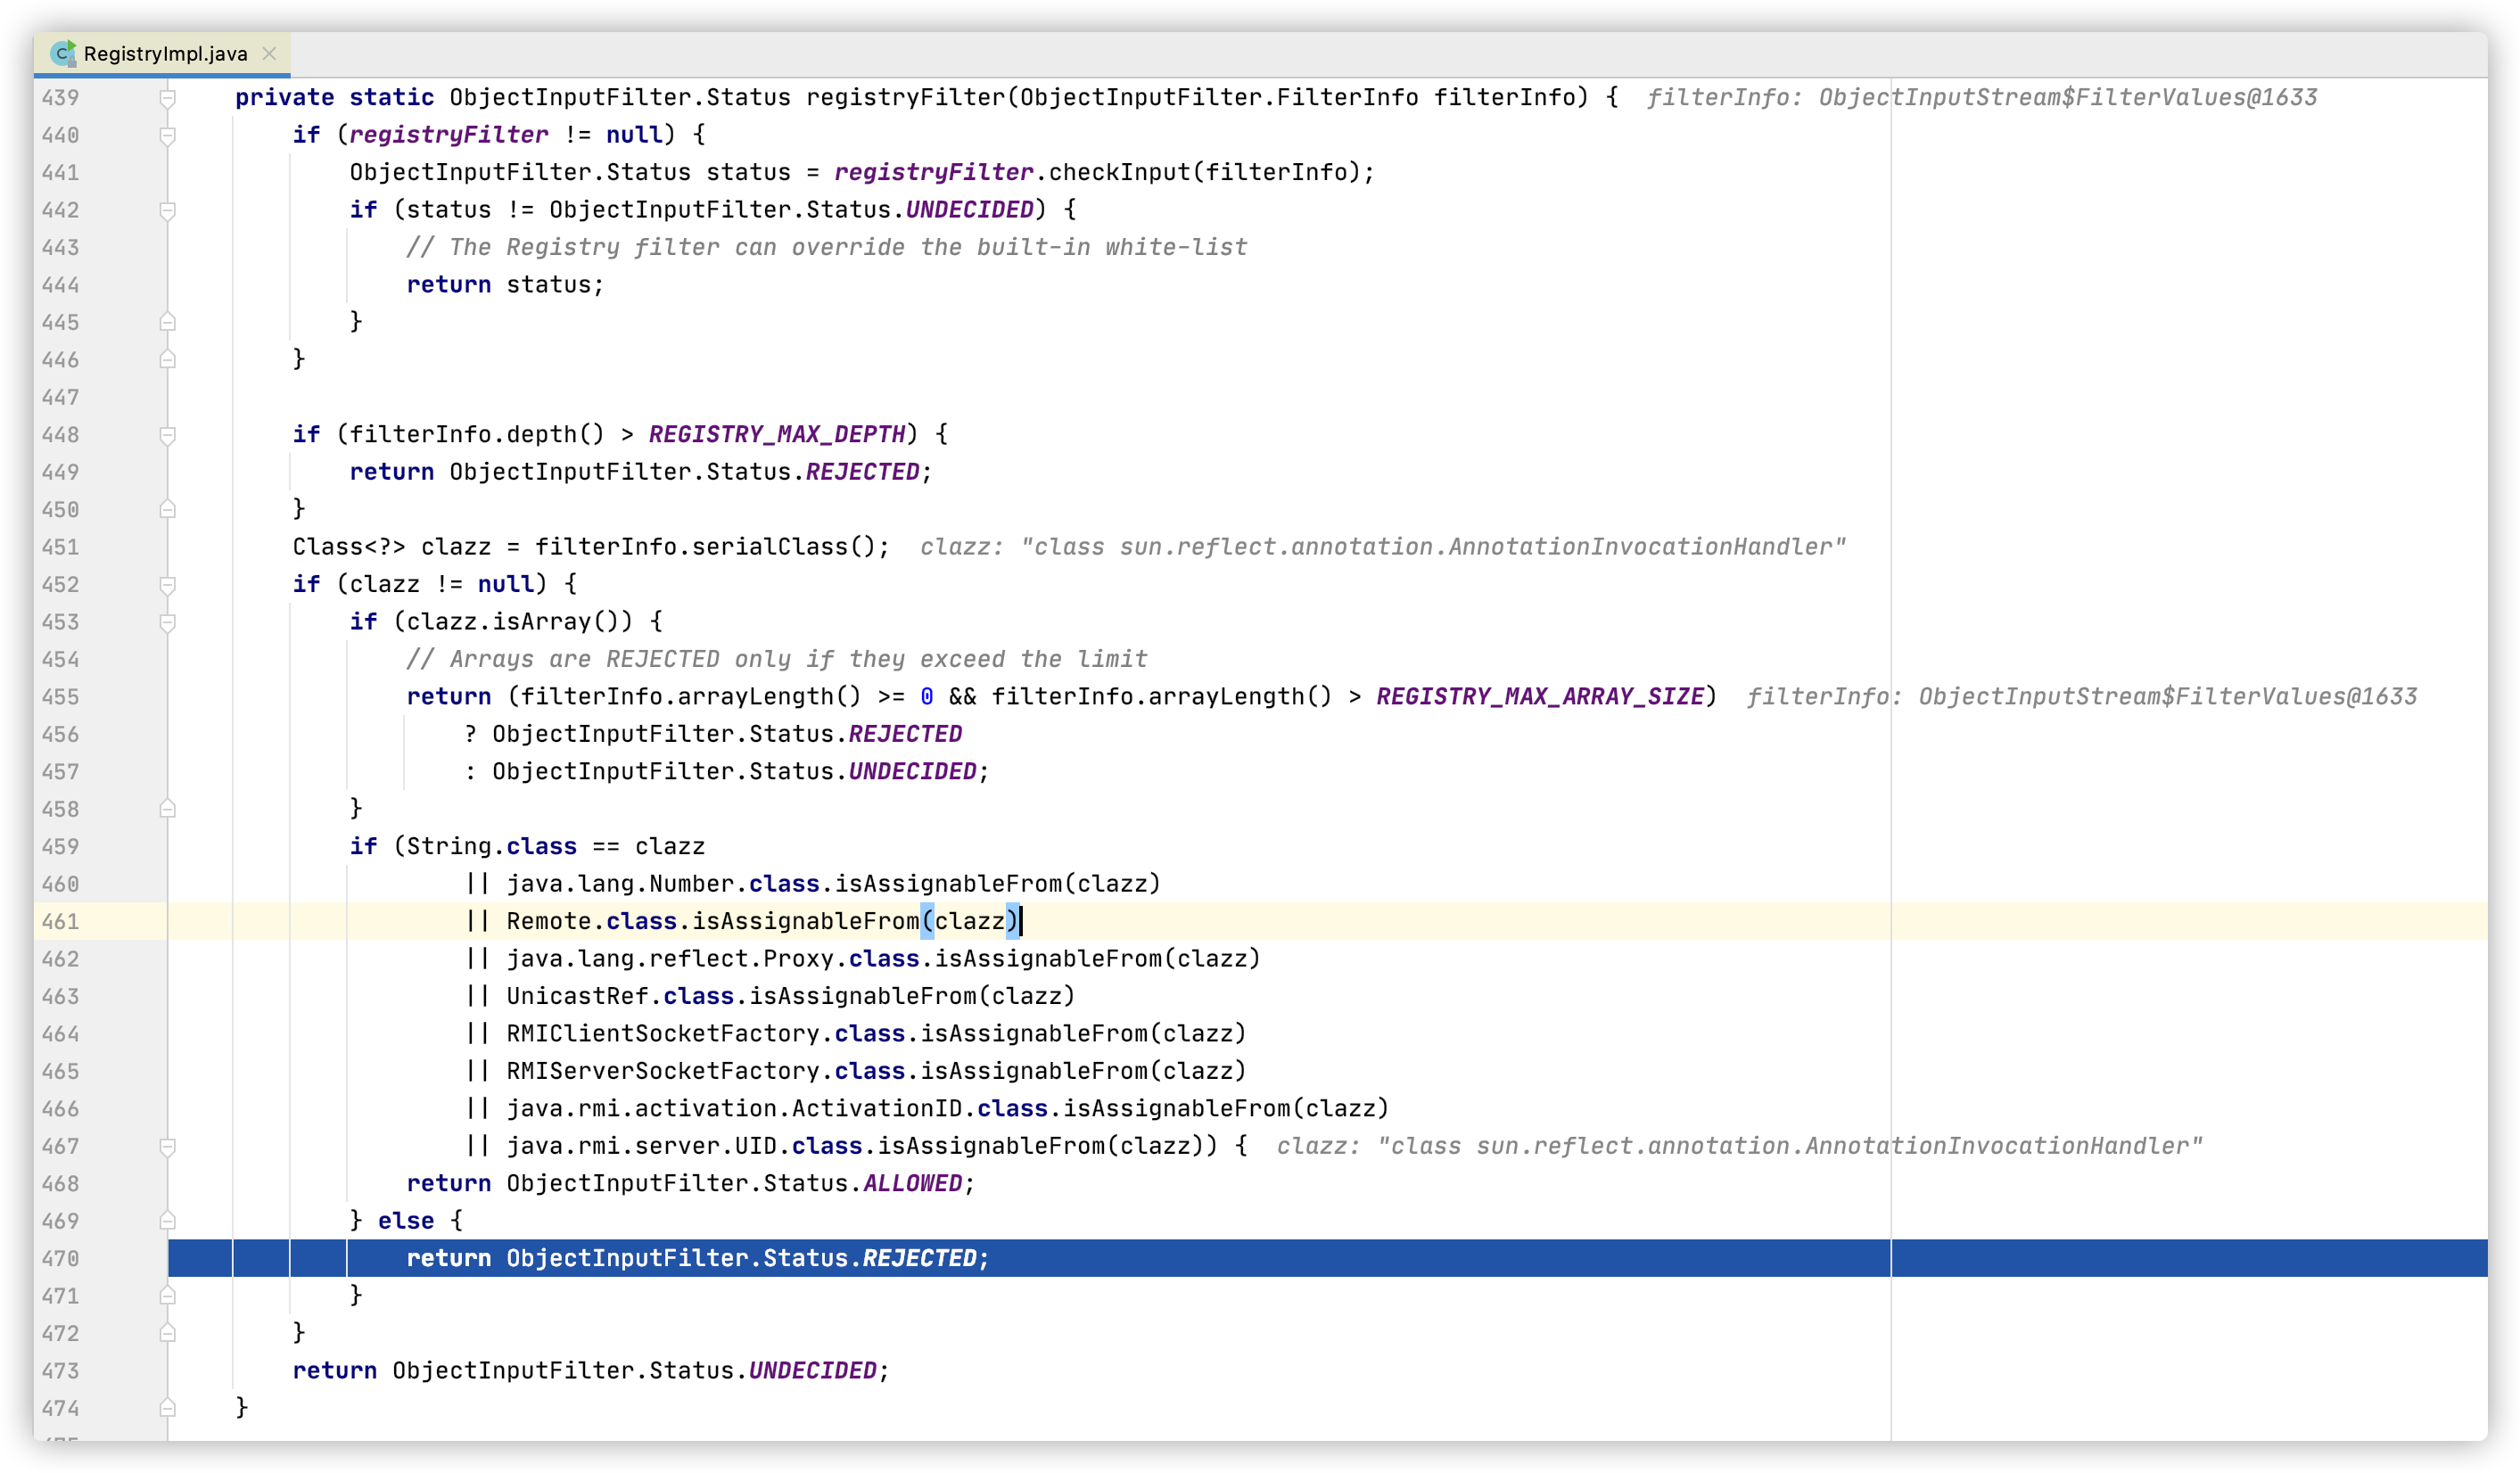 RegistryImpl.java
439 private static ObjectInputFilter.Status registryFilter(ObjectInputFilter.FilterInfo filterInfo) { filterInfo: ObjectInputStream$FilterValues@1633
440 if (registryFilter != null) {
441 ObjectInputFilter.Status status = registryFilter.checkInput(filterInfo);
442 if (status != ObjectInputFilter.Status.UNDECIDED) {
443 // The Registry filter can override the built-in white-list
444 return status;
445 }
446 }
447
448 if (filterInfo.depth() > REGISTRY_MAX_DEPTH) {
449 return ObjectInputFilter.Status.REJECTED;
450 }
451 Class<?> clazz = filterInfo.serialClass(); clazz: "class sun.reflect.annotation.AnnotationInvocationHandler"
452 if (clazz != null) {
453 if (clazz.isArray()) {
454 // Arrays are REJECTED only if they exceed the limit
455 return (filterInfo.arrayLength() >= 0 && filterInfo.arrayLength() > REGISTRY_MAX_ARRAY_SIZE) filterInfo: ObjectInputStream$FilterValues@1633
456 ? ObjectInputFilter.Status.REJECTED
457 : ObjectInputFilter.Status.UNDECIDED;
458 }
459 if (String.class == clazz
460 || java.lang.Number.class.isAssignableFrom(clazz)
461 || Remote.class.isAssignableFrom(clazz)
462 || java.lang.reflect.Proxy.class.isAssignableFrom(clazz)
463 || UnicastRef.class.isAssignableFrom(clazz)
464 || RMIClientSocketFactory.class.isAssignableFrom(clazz)
465 || RMIServerSocketFactory.class.isAssignableFrom(clazz)
466 || java.rmi.activation.ActivationID.class.isAssignableFrom(clazz)
467 || java.rmi.server.UID.class.isAssignableFrom(clazz)) { clazz: "class sun.reflect.annotation.AnnotationInvocationHandler"
468 return ObjectInputFilter.Status.ALLOWED;
469 } else {
470 return ObjectInputFilter.Status.REJECTED;
471 }
472 }
473 return ObjectInputFilter.Status.UNDECIDED;
474 }